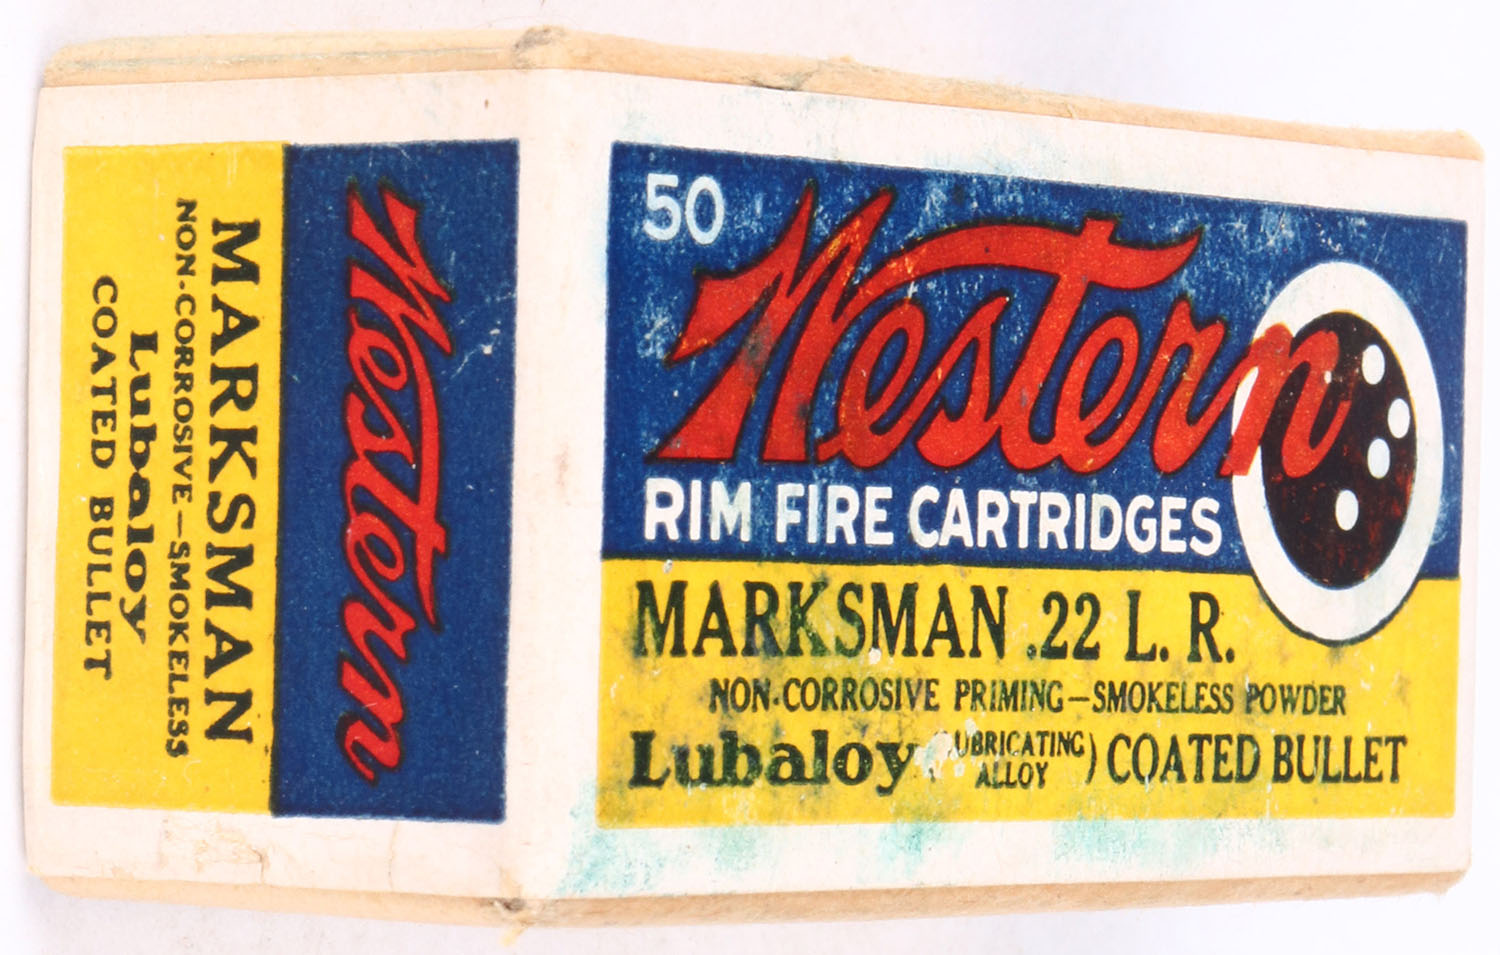 50
Western
RIM FIRE CARTRIDGES
MARKSMAN .22 L. R.
NON-CORROSIVE PRIMING—SMOKELESS POWDER
Lubaloy (LUBRICATING ALLOY) COATED BULLET
Western
MARKSMAN
NON-CORROSIVE—SMOKELESS
Lubaloy
COATED BULLET